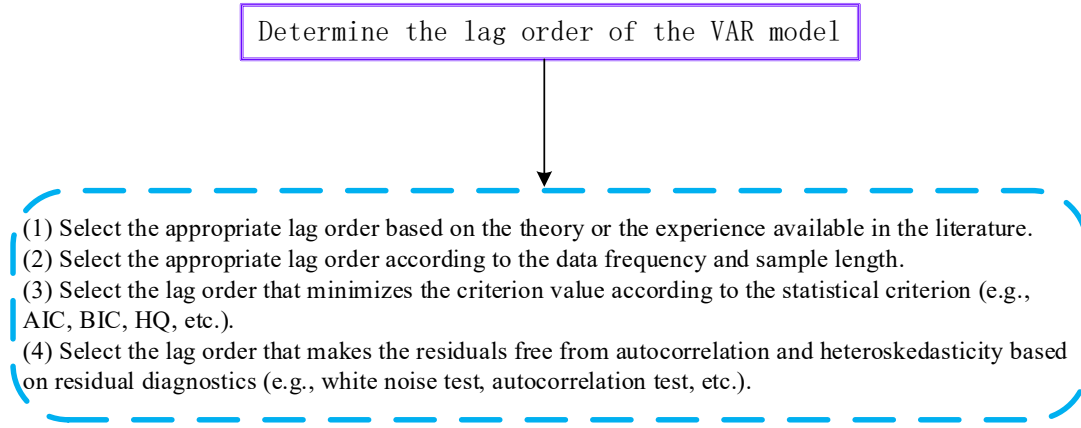 Determine the lag order of the VAR model
(1) Select the appropriate lag order based on the theory or the experience available in the literature.
(2) Select the appropriate lag order according to the data frequency and sample length.
(3) Select the lag order that minimizes the criterion value according to the statistical criterion (e.g.,
AIC, BIC, HQ, etc.).
(4) Select the lag order that makes the residuals free from autocorrelation and heteroskedasticity based
on residual diagnostics (e.g., white noise test, autocorrelation test, etc.).